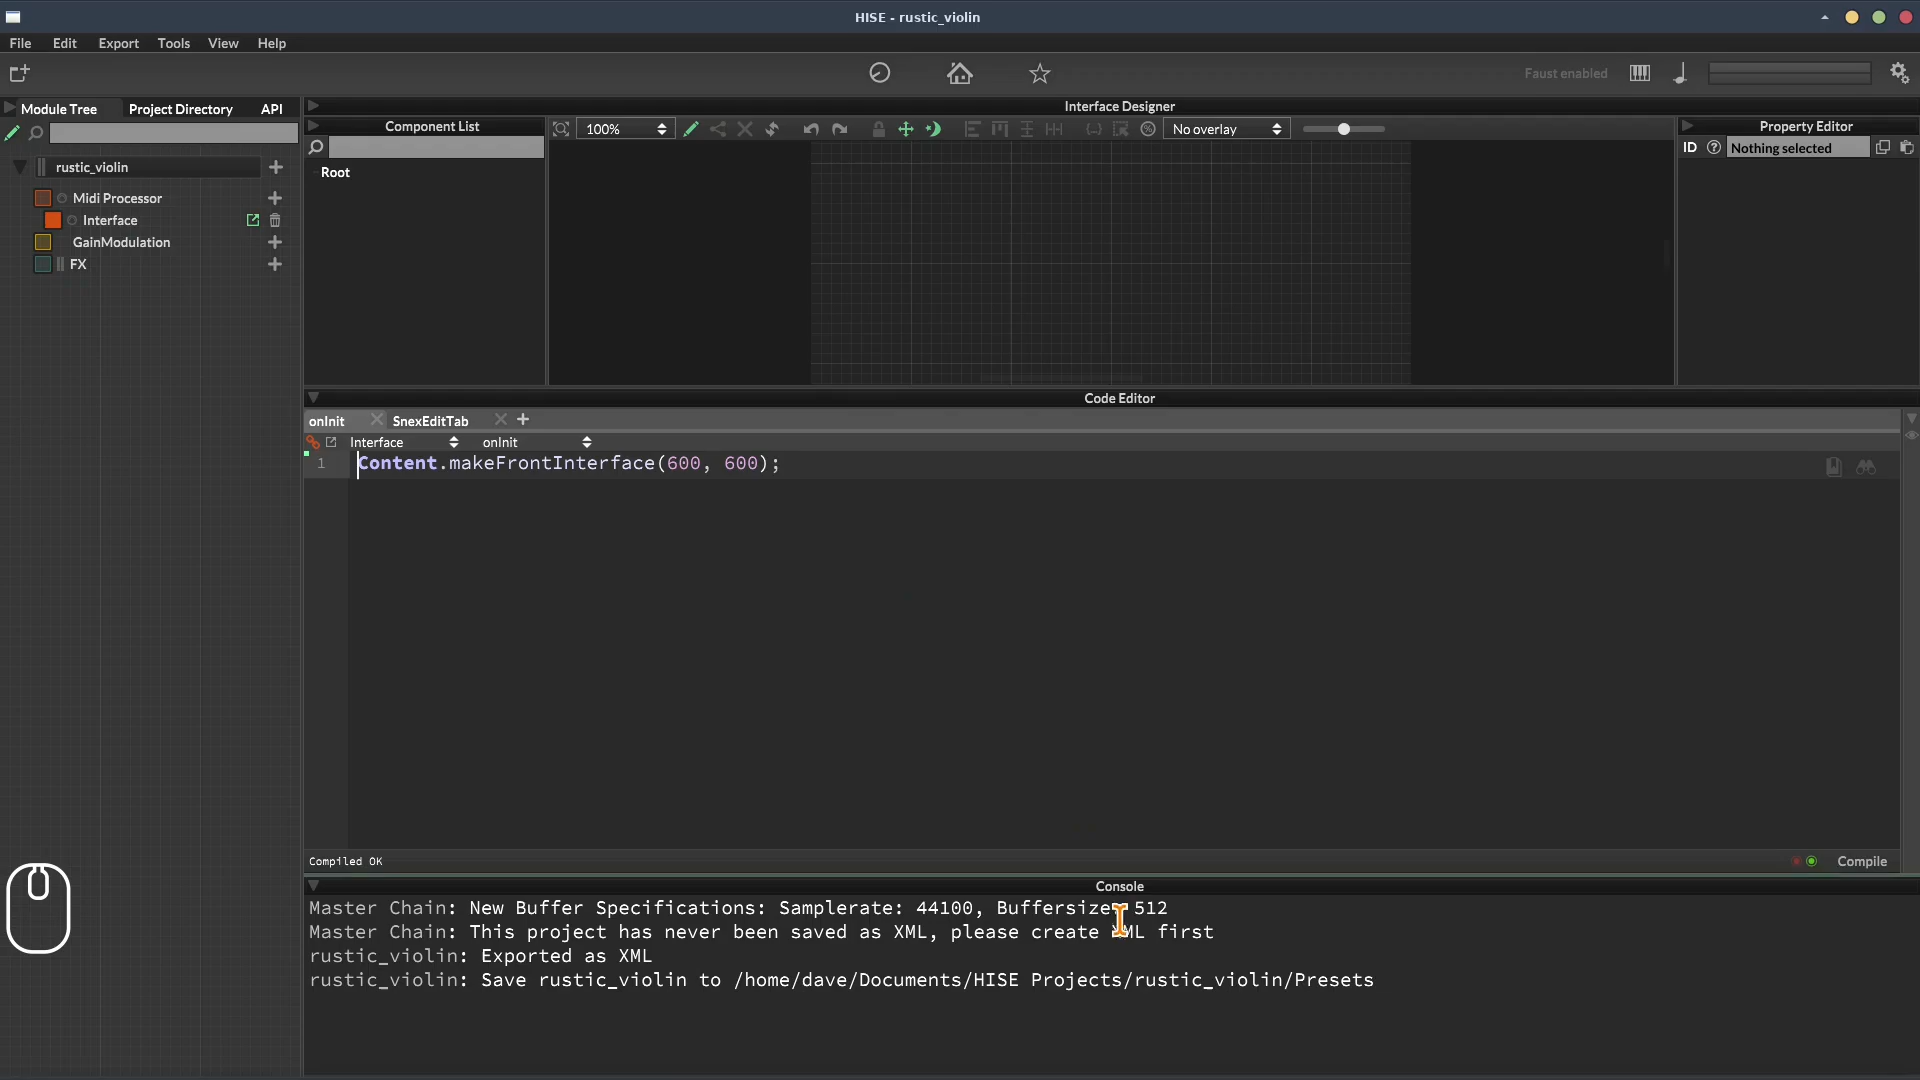 HISE - rustic_violin
File Edit Export Tools View Help
Faust enabled
Module Tree Project Directory API
Interface Designer
Component List
100%
No overlay
Property Editor
ID Nothing selected
Root
rustic_violin
Midi Processor
Interface
GainModulation
FX
Code Editor
onInit SnexEditTab
Interface onInit
1 Content.makeFrontInterface(600, 600);
Compiled OK
Compile
Console
Master Chain: New Buffer Specifications: Samplerate: 44100, Buffersize: 512
Master Chain: This project has never been saved as XML, please create XML first
rustic_violin: Exported as XML
rustic_violin: Save rustic_violin to /home/dave/Documents/HISE Projects/rustic_violin/Presets